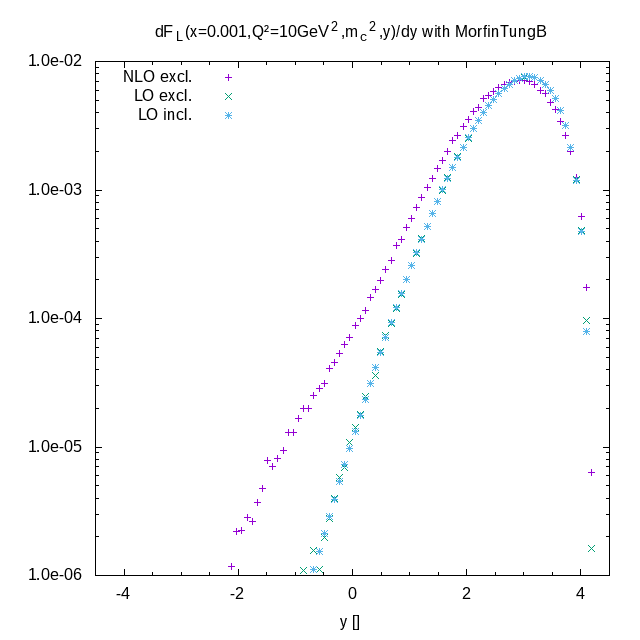 dF_L(x=0.001,Q²=10GeV²,m_c²,y)/dy with MorfinTungB
1.0e-02
NLO excl.
LO excl.
LO incl.
1.0e-03
1.0e-04
1.0e-05
1.0e-06
-4 -2 0 2 4
y []